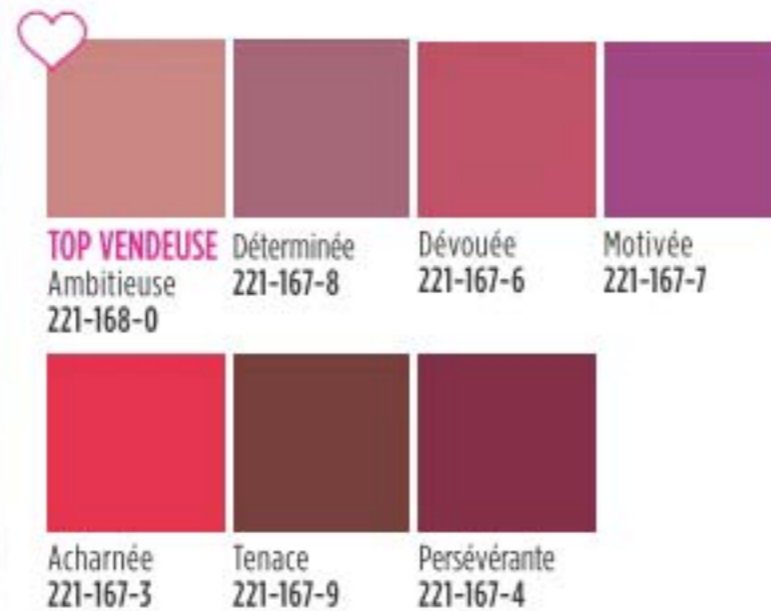 TOP VENDEUSE
Ambitieuse
221-168-0
Déterminée
221-167-8
Dévouée
221-167-6
Motivée
221-167-7
Acharnée
221-167-3
Tenace
221-167-9
Persévérante
221-167-4